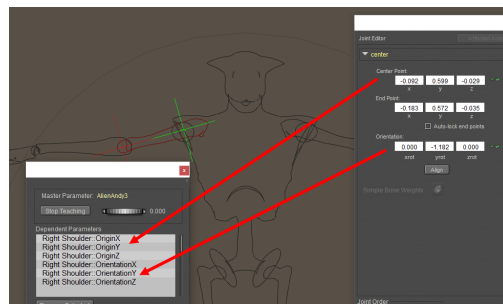 Joint Editor
center
Center Point:
-0.092 0.599 -0.029
x y z
End Point:
-0.183 0.572 -0.035
x y z
Auto-lock end points
Orientation:
0.000 -1.182 0.000
xrot yrot zrot
Align
Simple Bone Weights
Joint Order
x
Master Parameter: AlienAndy3
Stop Teaching 0.000
Dependent Parameters
Right Shoulder::OriginX
Right Shoulder::OriginY
Right Shoulder::OriginZ
Right Shoulder::OrientationX
Right Shoulder::OrientationY
Right Shoulder::OrientationZ